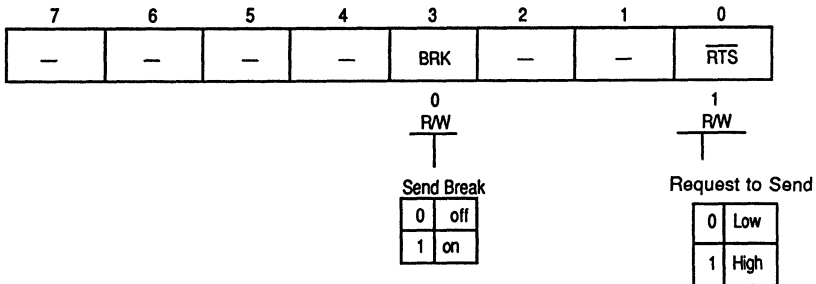 7 6 5 4 3 2 1 0
— — — — BRK — — RTS
0 1
R/W R/W
Send Break Request to Send
0 off 0 Low
1 on 1 High